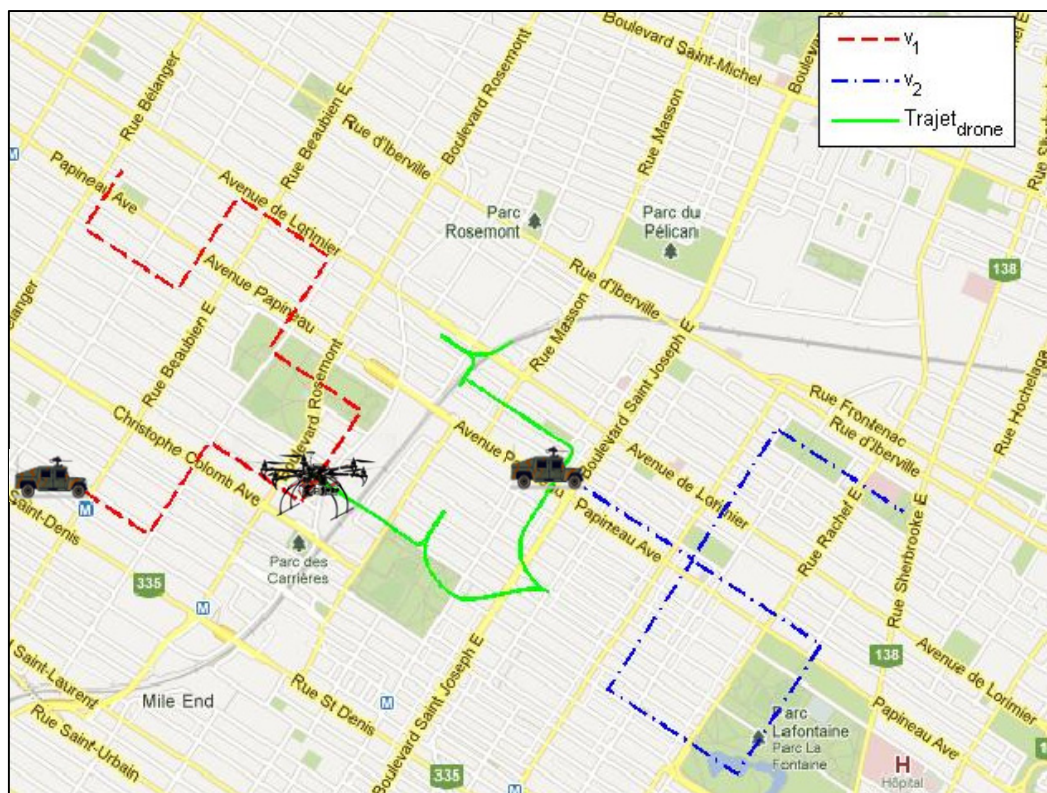 Boulevard Saint-Michel
Boulevard
v1
v2
Trajet drone
Rue Bélanger
Rue Beaubien E
Boulevard Rosemont
Rue d'Iberville
Rue Masson
M
Papineau Ave
Avenue de Lorimier
Parc
Rosemont
Parc du
Pélican
138
Avenue Papineau
Rue d'Iberville
Rue Masson
Boulevard Saint Joseph E
Rue Beaubien E
Boulevard Rosemont
Rue Hochelaga
Rue Frontenac
Rue d'Iberville
Christophe Colomb Ave
Avenue de Lorimier
Papineau Ave
Rue Rachel E
Rue Sherbrooke E
Saint-Denis
M
Parc des
Carrières
335
M
Mile End
M
Rue St Denis
Saint-Laurent
Rue Saint-Urbain
Boulevard Saint Joseph E
335
M
138
Avenue de Lorimier
Papineau Ave
Parc
Lafontaine
Parc La
Fontaine
H
Hôpital